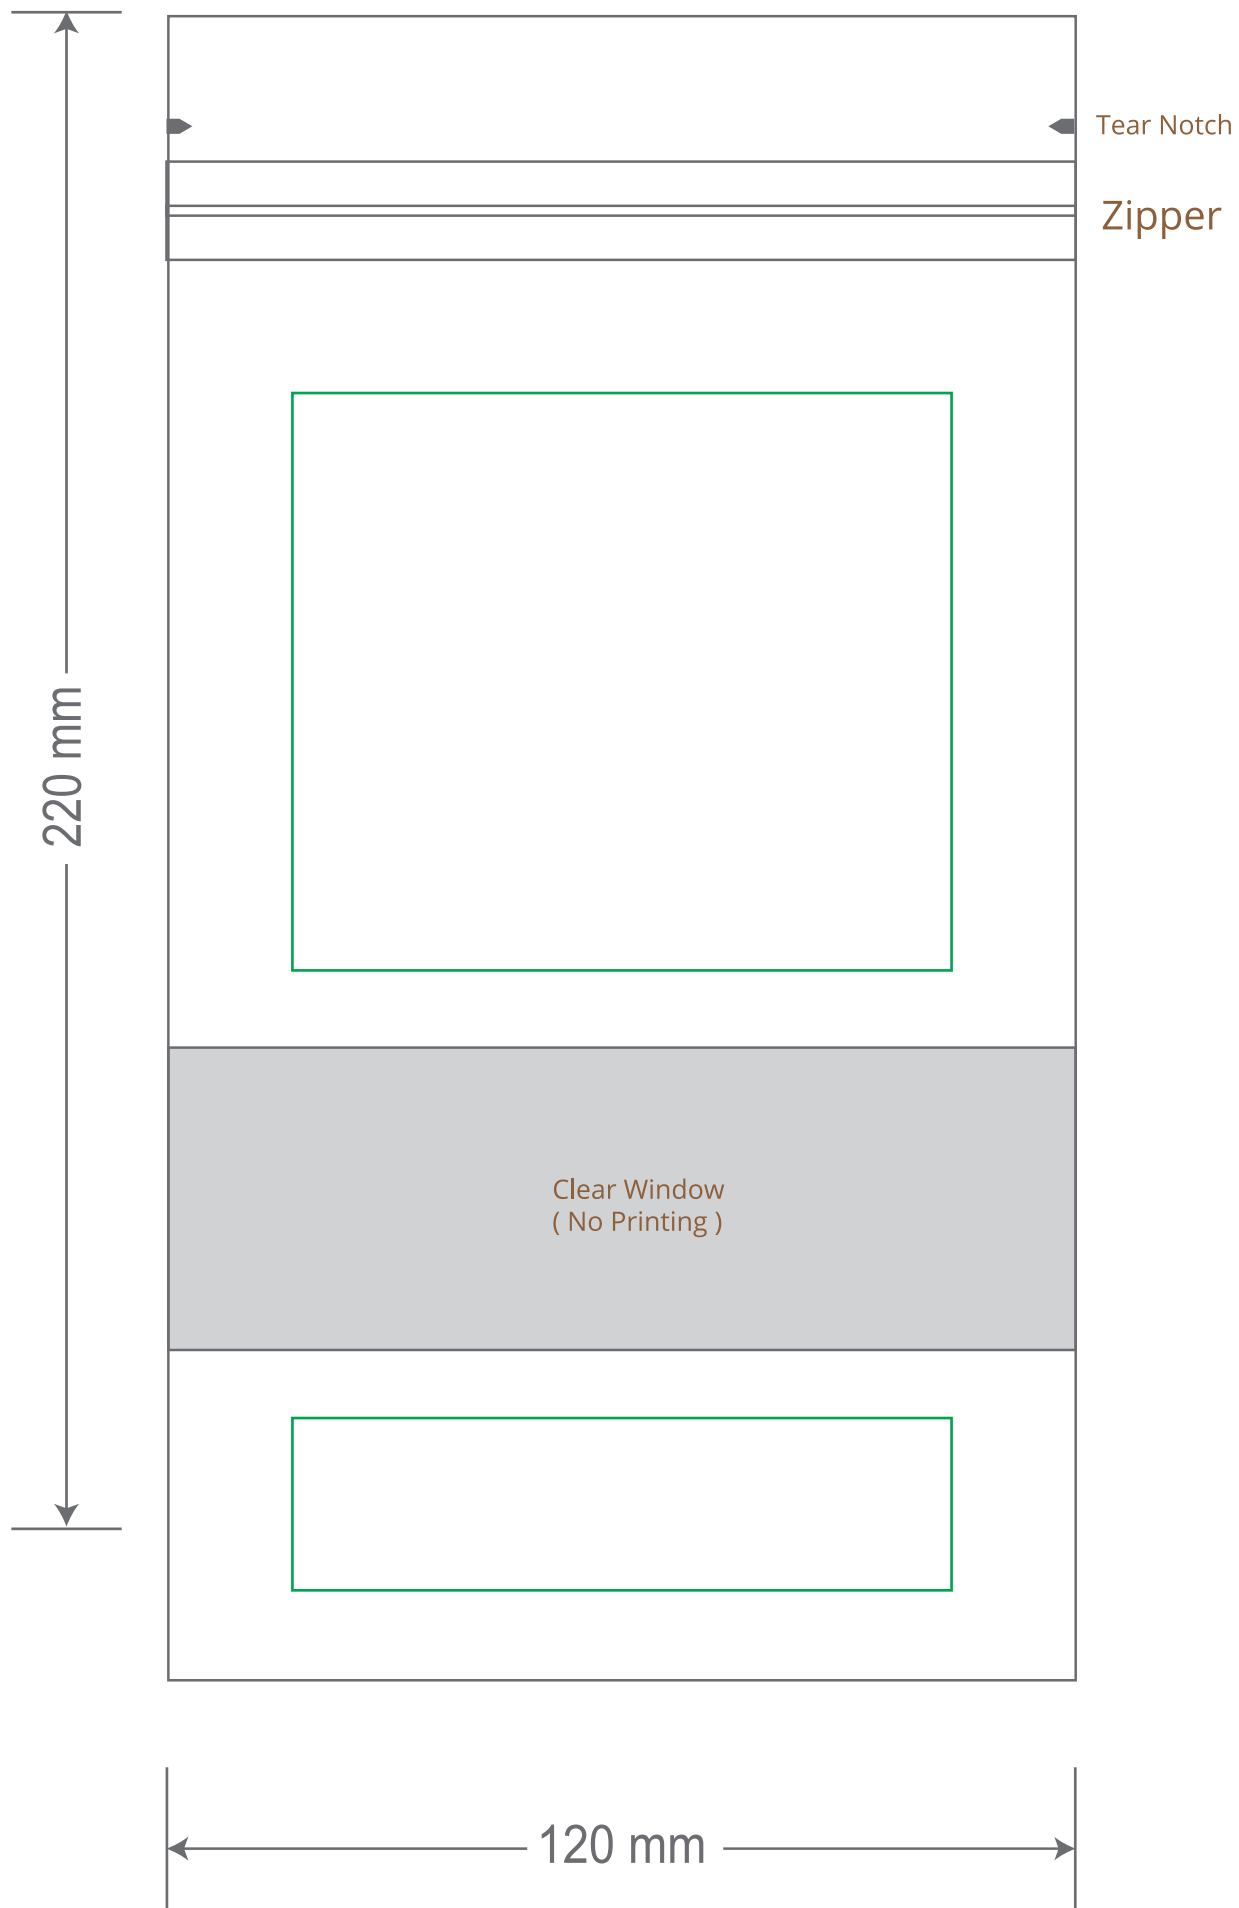 Tear Notch
Zipper
220 mm
Clear Window
( No Printing )
120 mm